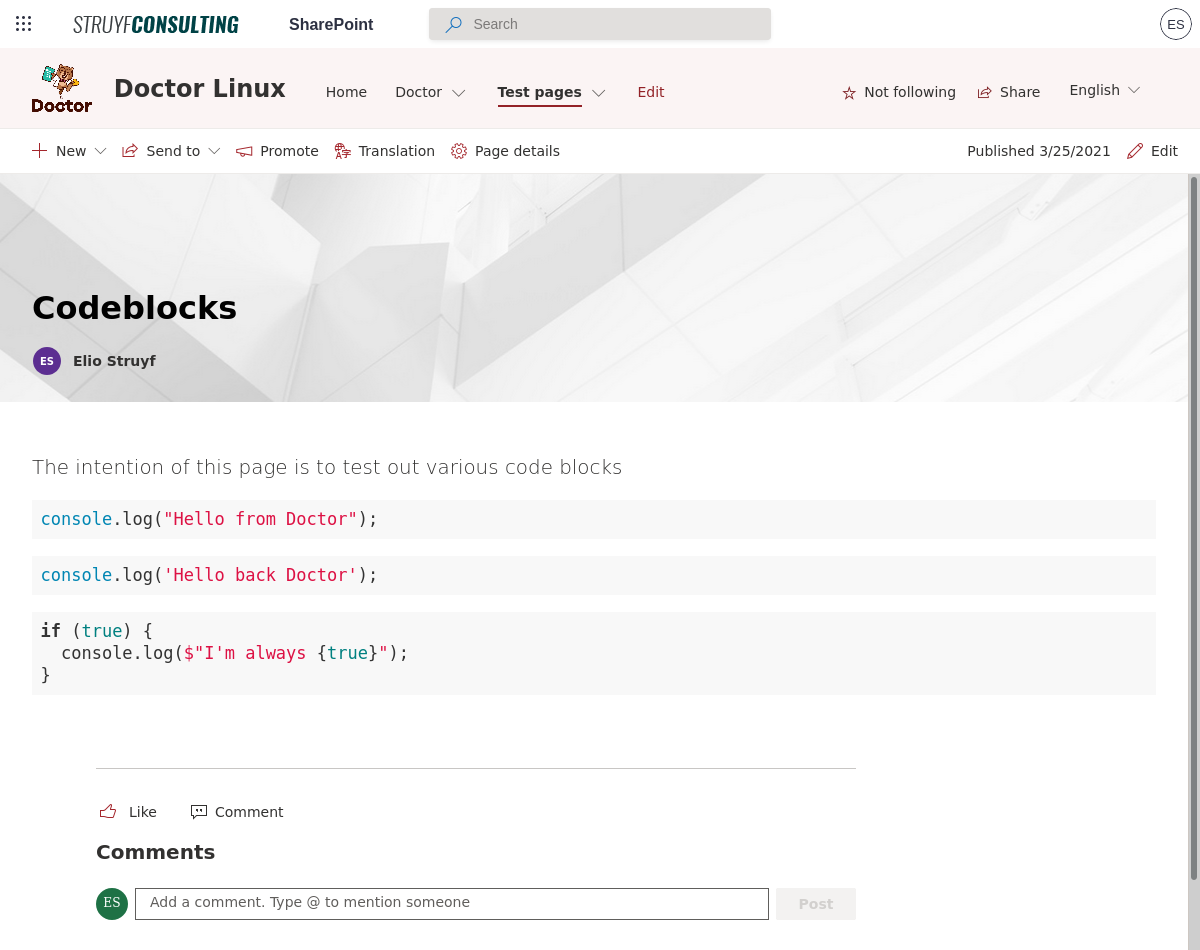 STRUYFCONSULTING SharePoint Search ES
Doctor Doctor Linux Home Doctor Test pages Edit Not following Share English
New Send to Promote Translation Page details Published 3/25/2021 Edit
Codeblocks
ES Elio Struyf
The intention of this page is to test out various code blocks
console.log("Hello from Doctor");
console.log('Hello back Doctor');
if (true) {
  console.log($"I'm always {true}");
}
Like Comment
Comments
ES Add a comment. Type @ to mention someone Post